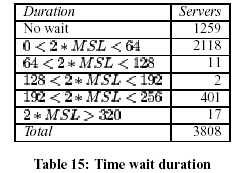 Duration Servers
No wait 1259
0 < 2 * MSL < 64 2118
64 < 2 * MSL < 128 11
128 < 2 * MSL < 192 2
192 < 2 * MSL < 256 401
2 * MSL > 320 17
Total 3808
Table 15: Time wait duration